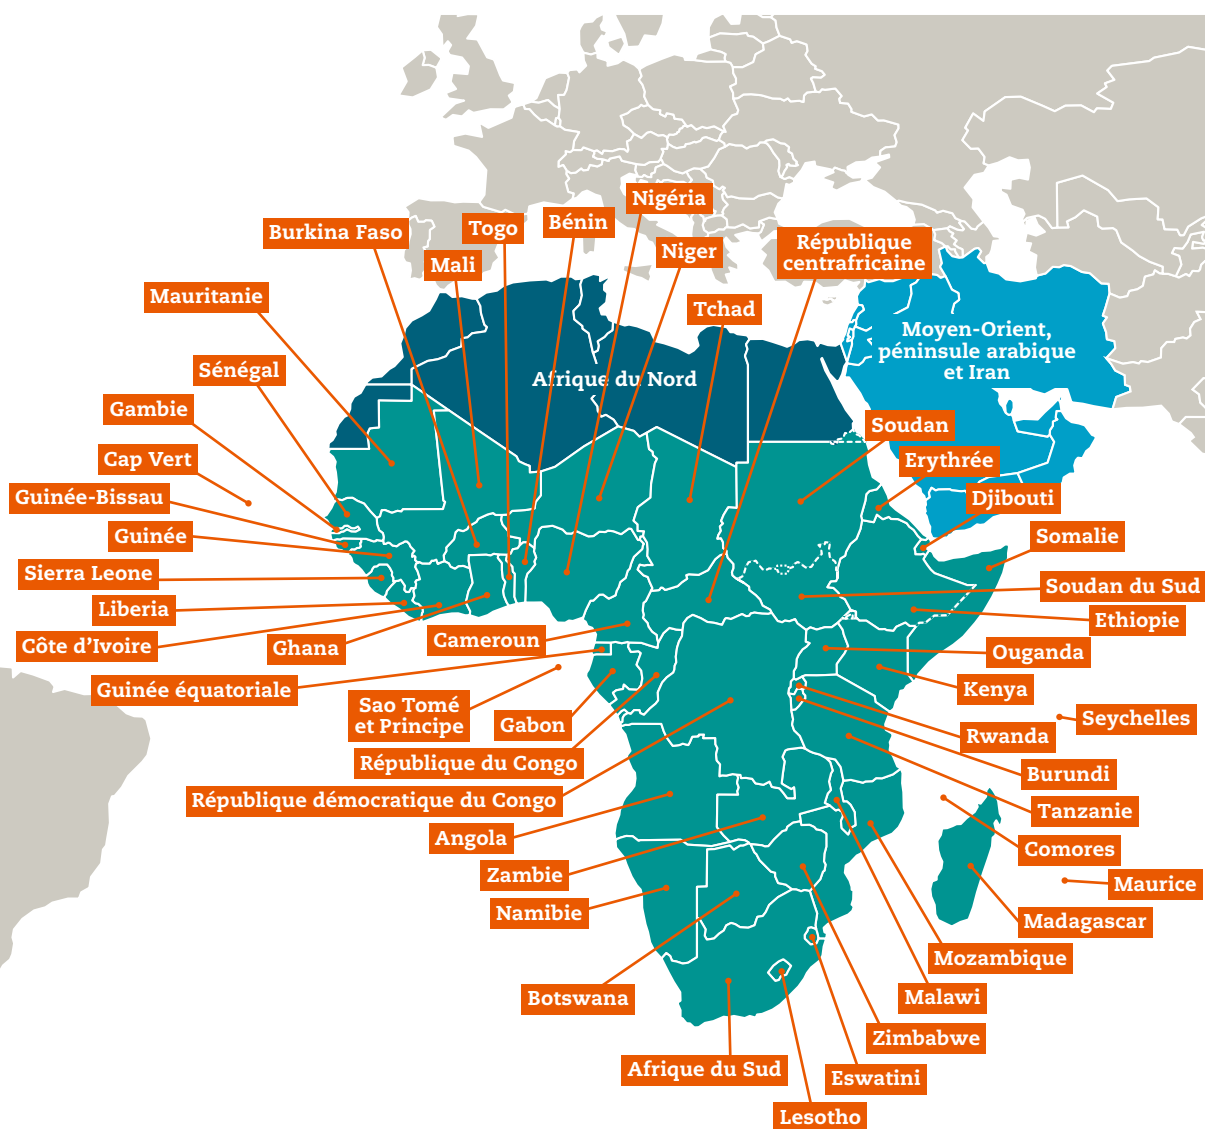 Nigéria
Bénin
Togo
Burkina Faso
République
centrafricaine
Niger
Mali
Mauritanie
Tchad
Moyen-Orient,
péninsule arabique
et Iran
Sénégal
Afrique du Nord
Gambie
Soudan
Cap Vert
Erythrée
Guinée-Bissau
Djibouti
Guinée
Somalie
Sierra Leone
Soudan du Sud
Liberia
Ethiopie
Côte d’Ivoire
Ghana
Cameroun
Ouganda
Guinée équatoriale
Kenya
Sao Tomé
et Principe
Gabon
Seychelles
Rwanda
République du Congo
Burundi
République démocratique du Congo
Tanzanie
Angola
Comores
Zambie
Maurice
Namibie
Madagascar
Mozambique
Botswana
Malawi
Zimbabwe
Afrique du Sud
Eswatini
Lesotho